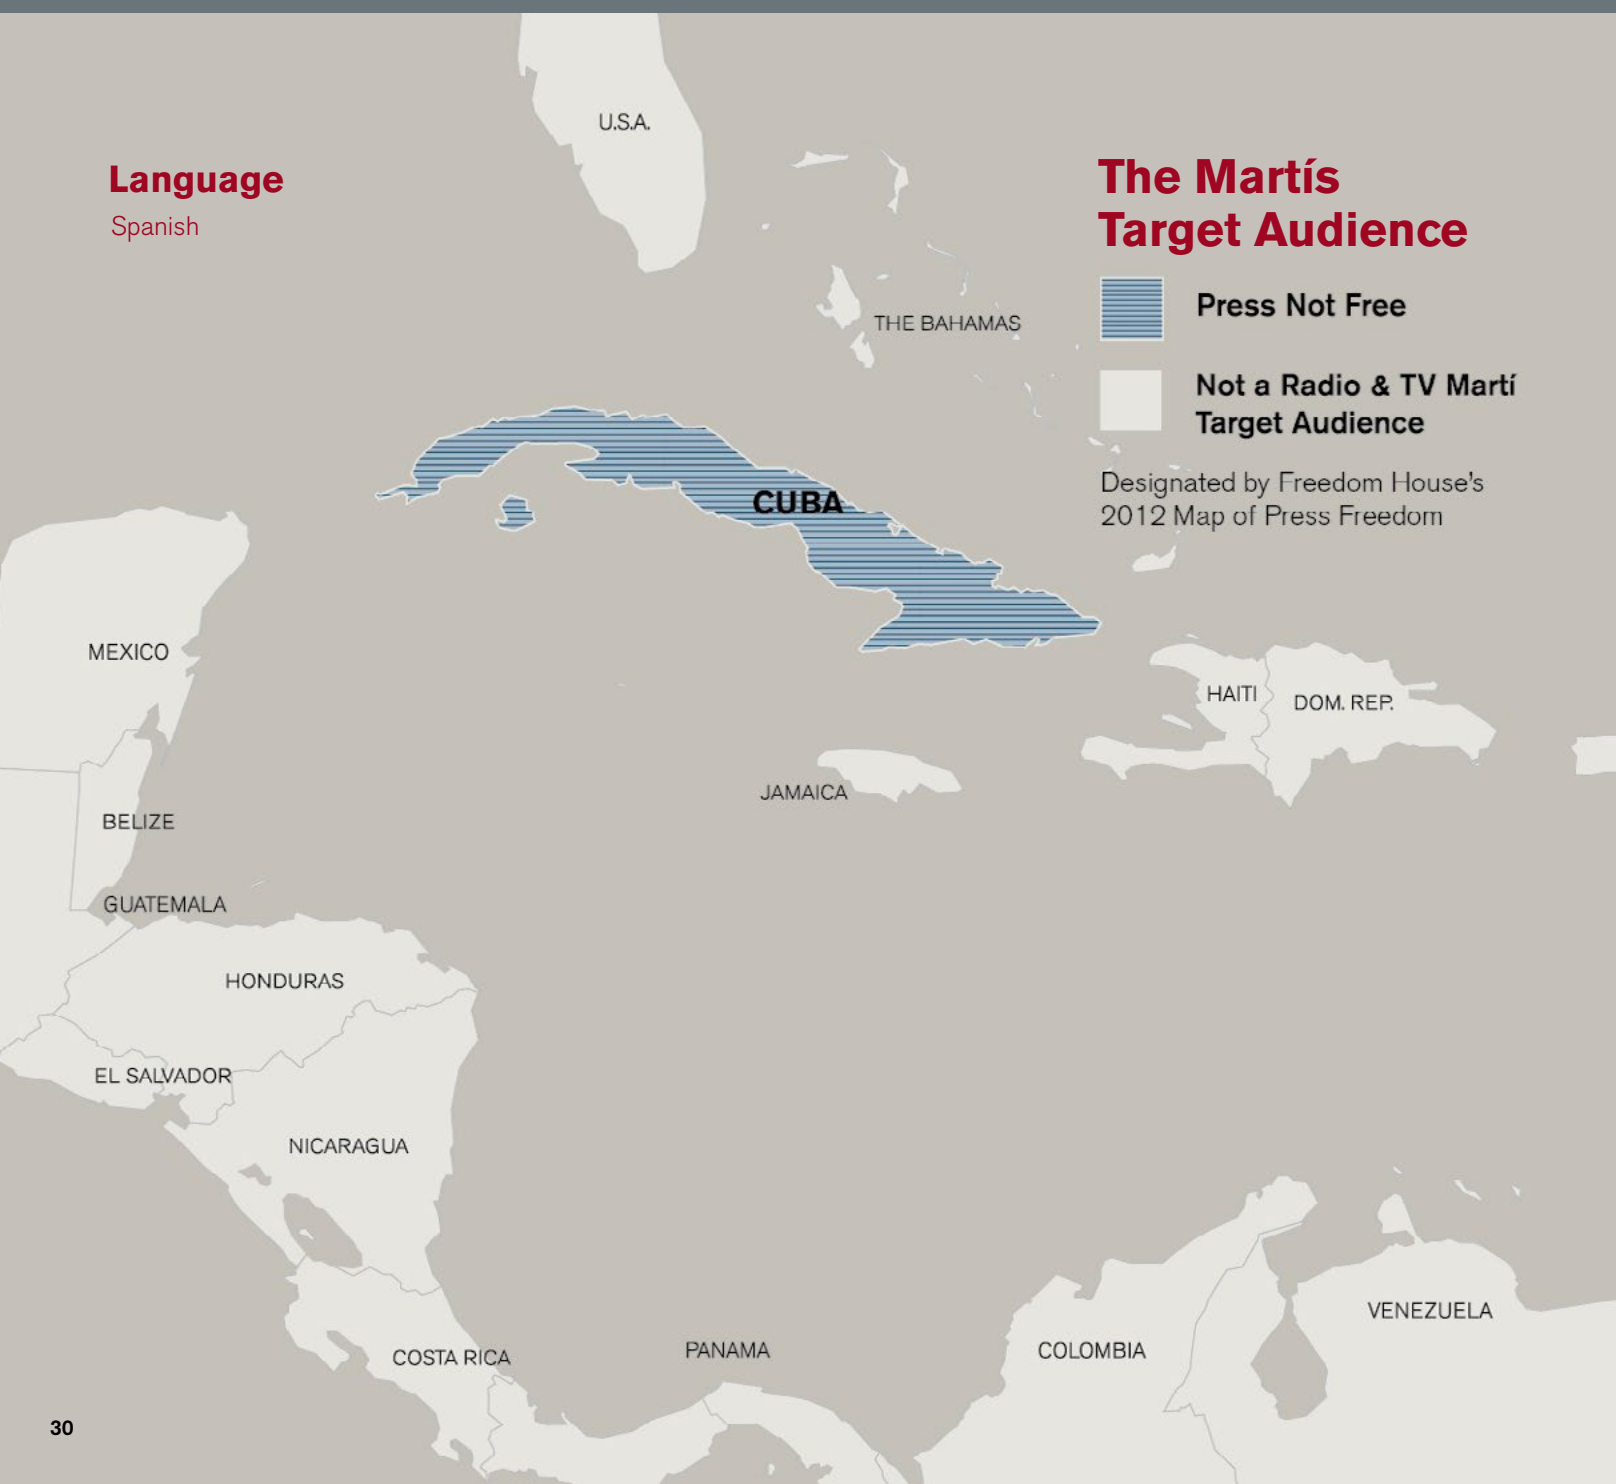 U.S.A.
Language
Spanish
The Martís
Target Audience
Press Not Free
THE BAHAMAS
Not a Radio & TV Martí
Target Audience
Designated by Freedom House's
2012 Map of Press Freedom
CUBA
MEXICO
HAITI
DOM. REP.
JAMAICA
BELIZE
GUATEMALA
HONDURAS
EL SALVADOR
NICARAGUA
VENEZUELA
COSTA RICA
PANAMA
COLOMBIA
30